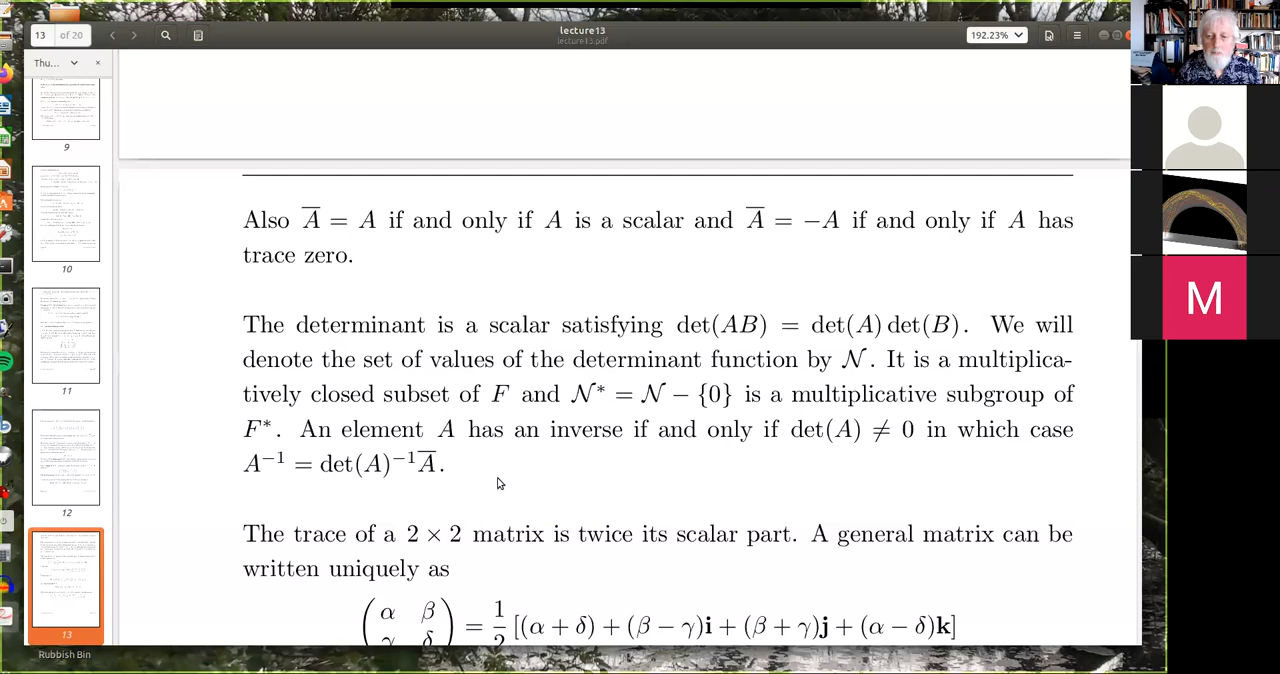 13 of 20
lecture13
lecture13.pdf
192.23%
Thu...
9
10
11
12
13
Rubbish Bin
Also A̅ = A if and only if A is a scalar and A̅ = −A if and only if A has
trace zero.
The determinant is a scalar satisfying det(AB) = det(A) det(B). We will
denote the set of values of the determinant function by 𝒩. It is a multiplica-
tively closed subset of F and 𝒩* = 𝒩 − {0} is a multiplicative subgroup of
F*. An element A has an inverse if and only if det(A) ≠ 0 in which case
A⁻¹ = det(A)⁻¹A̅.
The trace of a 2 × 2 matrix is twice its scalar part. A general matrix can be
written uniquely as
(α β
γ δ) = 1/2 [(α + δ) + (β − γ)i + (β + γ)j + (α − δ)k]
M